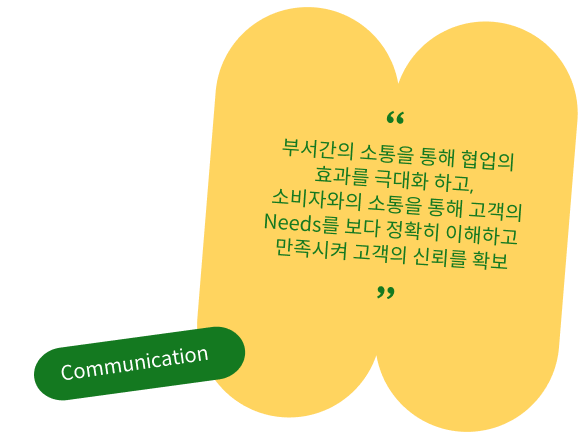 “
부서간의 소통을 통해 협업의
효과를 극대화 하고,
소비자와의 소통을 통해 고객의
Needs를 보다 정확히 이해하고
만족시켜 고객의 신뢰를 확보
”
Communication